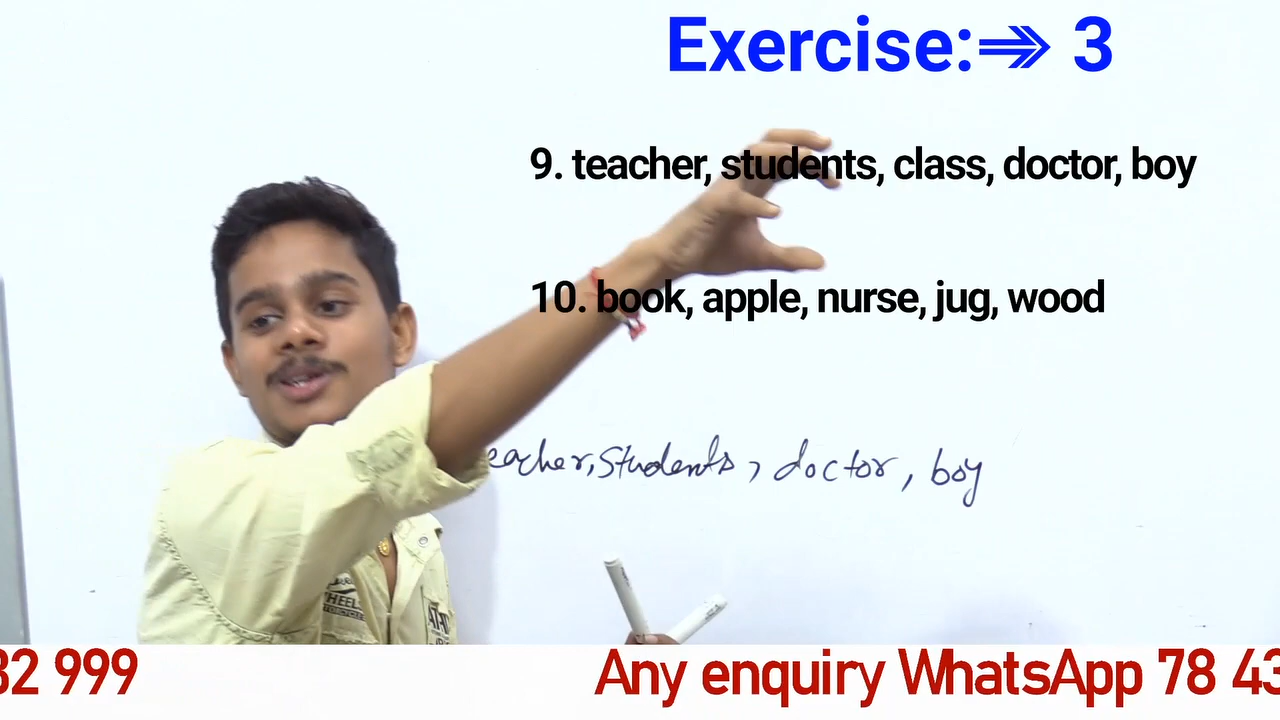 Exercise:⇛ 3
9. teacher, students, class, doctor, boy
10. book, apple, nurse, jug, wood
eacher, students, doctor, boy
32 999 Any enquiry WhatsApp 78 43